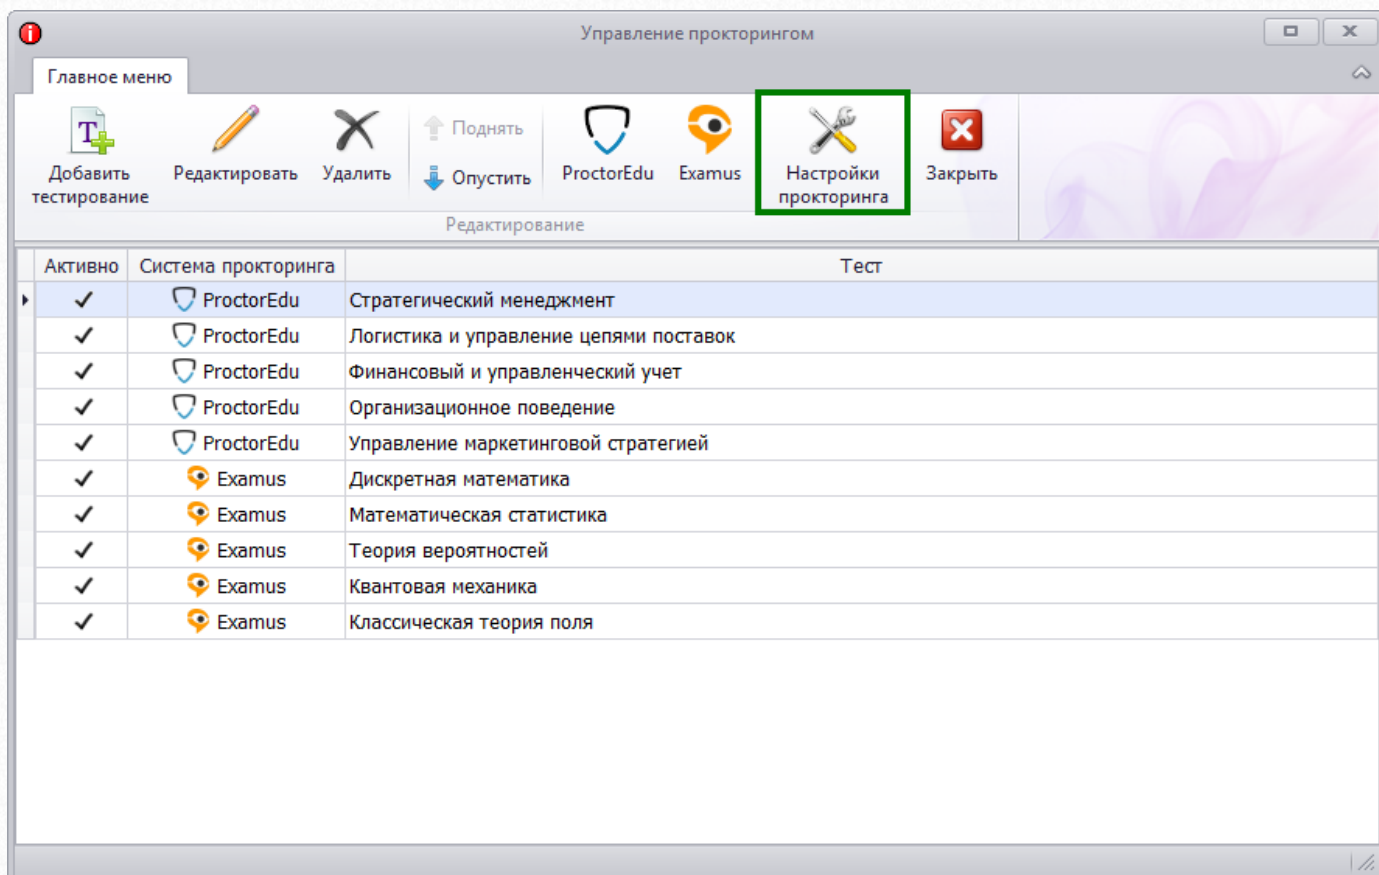 Управление прокторингом
Главное меню
Добавить тестирование
Редактировать
Удалить
Поднять
Опустить
ProctorEdu
Examus
Настройки прокторинга
Закрыть
Редактирование
Активно Система прокторинга Тест
ProctorEdu Стратегический менеджмент
ProctorEdu Логистика и управление цепями поставок
ProctorEdu Финансовый и управленческий учет
ProctorEdu Организационное поведение
ProctorEdu Управление маркетинговой стратегией
Examus Дискретная математика
Examus Математическая статистика
Examus Теория вероятностей
Examus Квантовая механика
Examus Классическая теория поля